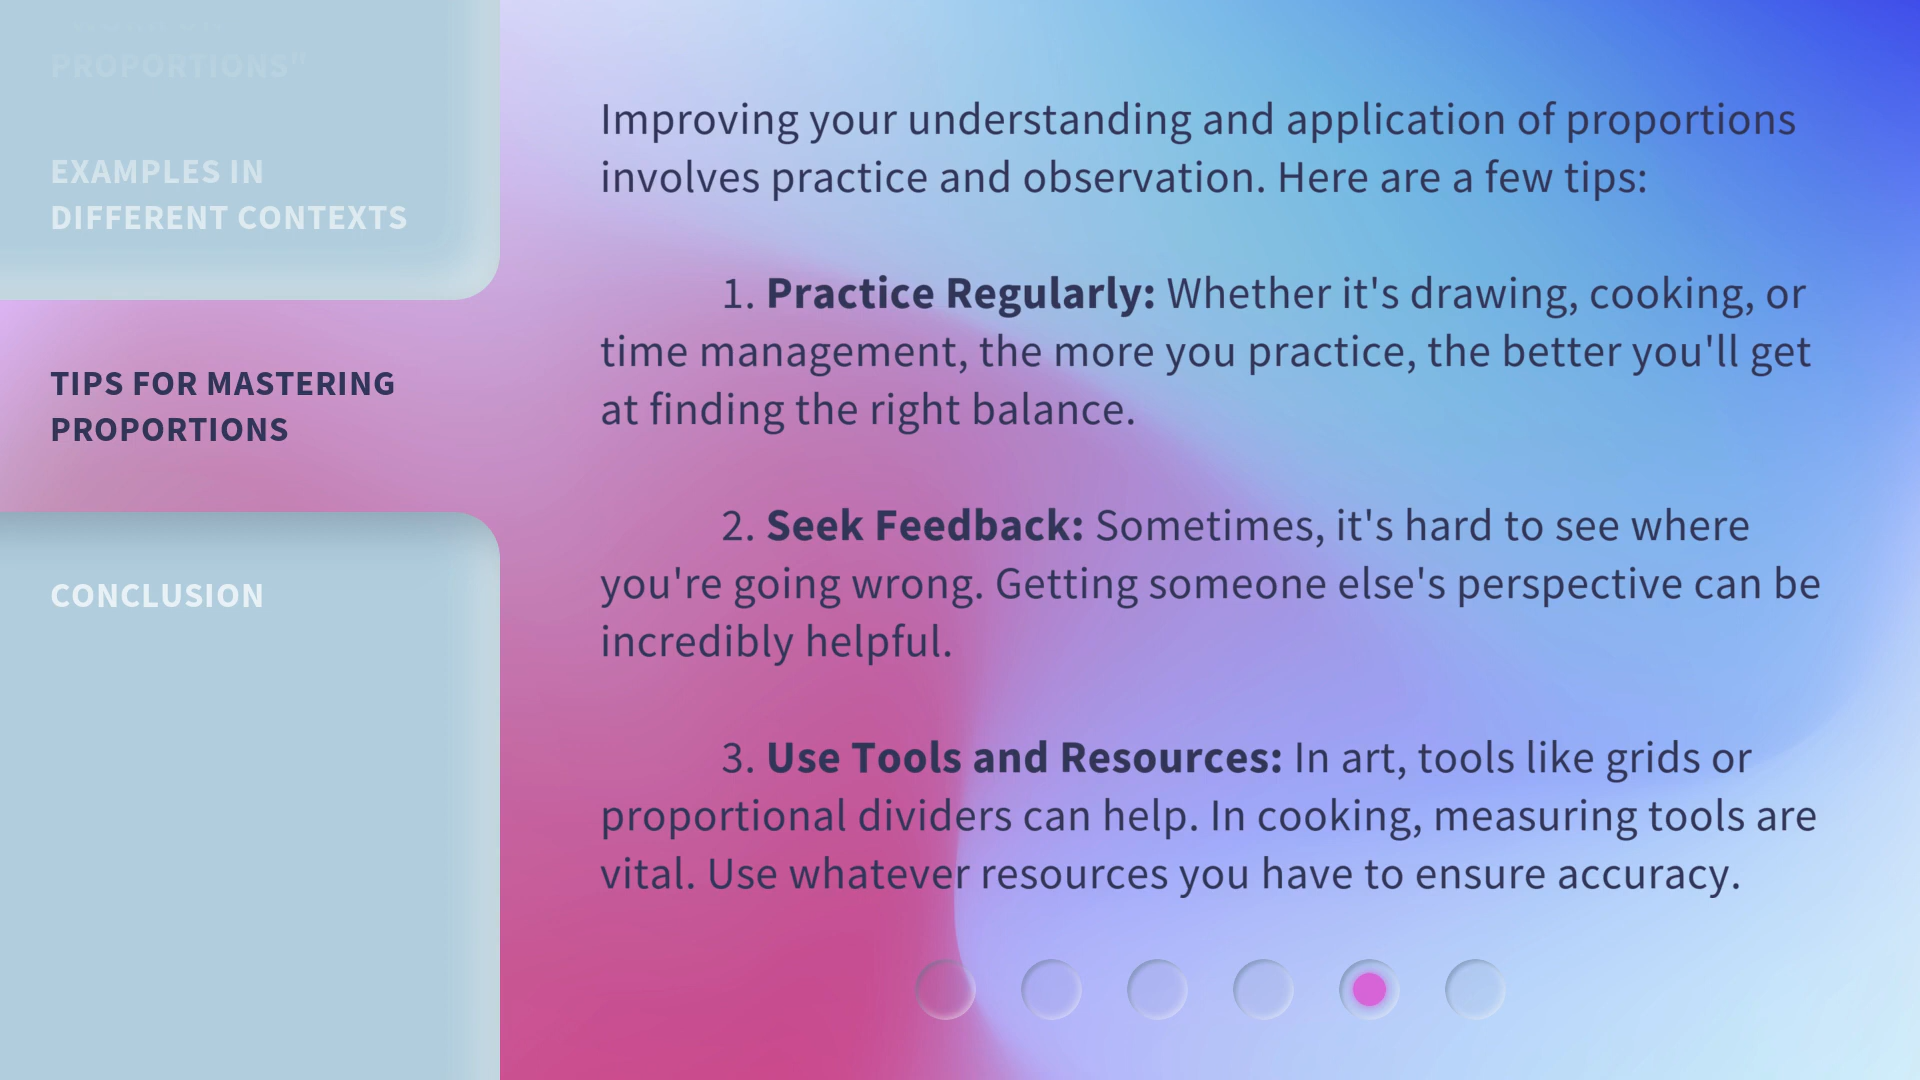 PROPORTIONS"
EXAMPLES IN
DIFFERENT CONTEXTS
TIPS FOR MASTERING
PROPORTIONS
CONCLUSION
Improving your understanding and application of proportions
involves practice and observation. Here are a few tips:
1. Practice Regularly: Whether it's drawing, cooking, or
time management, the more you practice, the better you'll get
at finding the right balance.
2. Seek Feedback: Sometimes, it's hard to see where
you're going wrong. Getting someone else's perspective can be
incredibly helpful.
3. Use Tools and Resources: In art, tools like grids or
proportional dividers can help. In cooking, measuring tools are
vital. Use whatever resources you have to ensure accuracy.